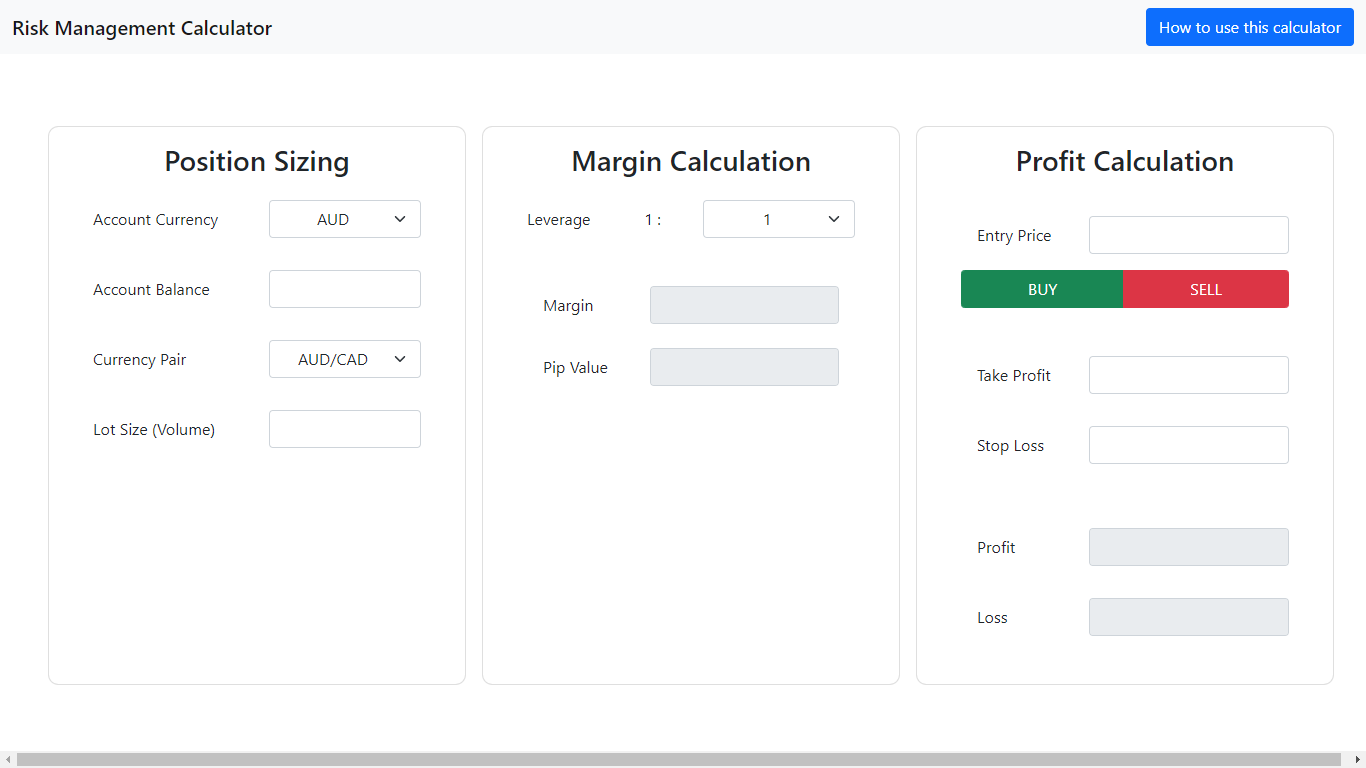 Risk Management Calculator
How to use this calculator
Position Sizing
Account Currency AUD
Account Balance
Currency Pair AUD/CAD
Lot Size (Volume)
Margin Calculation
Leverage 1 : 1
Margin
Pip Value
Profit Calculation
Entry Price
BUY SELL
Take Profit
Stop Loss
Profit
Loss